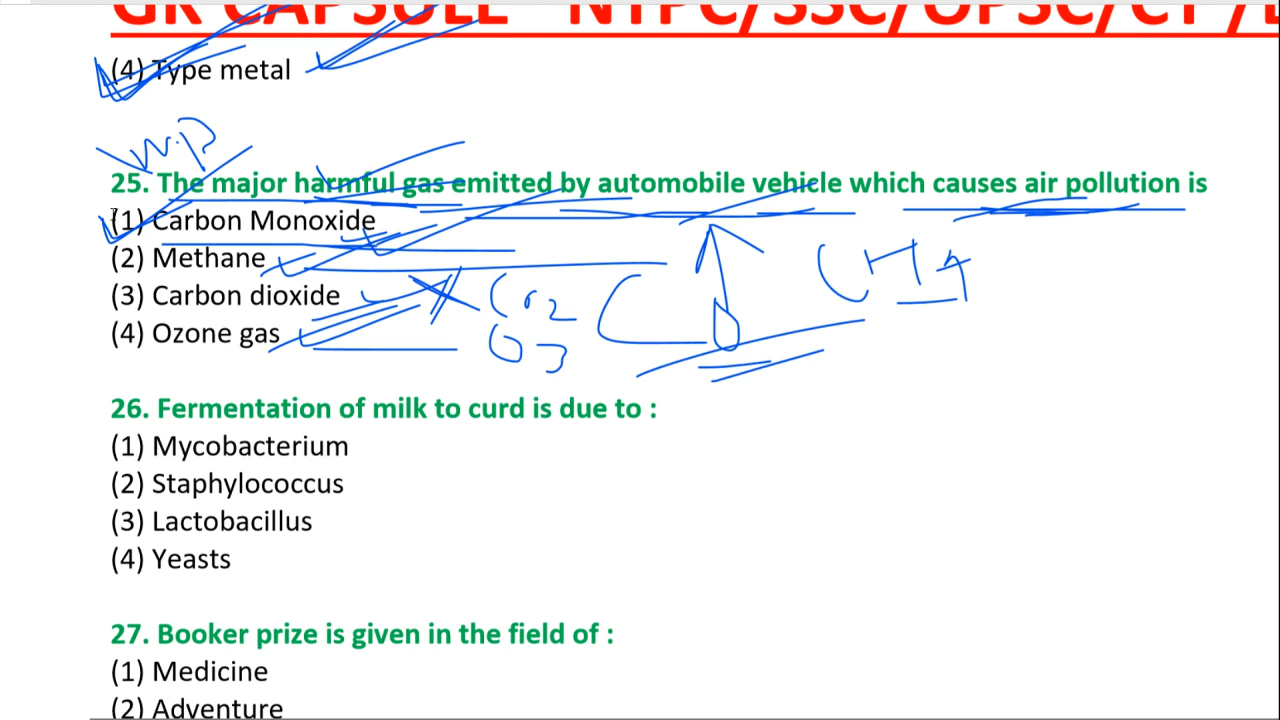 GK CAPSULE NTPC/SSC/OPSC/CT/
(4) Type metal
W.P
25. The major harmful gas emitted by automobile vehicle which causes air pollution is
(1) Carbon Monoxide
(2) Methane
CH4
(3) Carbon dioxide
CO2
(4) Ozone gas
O3
26. Fermentation of milk to curd is due to :
(1) Mycobacterium
(2) Staphylococcus
(3) Lactobacillus
(4) Yeasts
27. Booker prize is given in the field of :
(1) Medicine
(2) Adventure